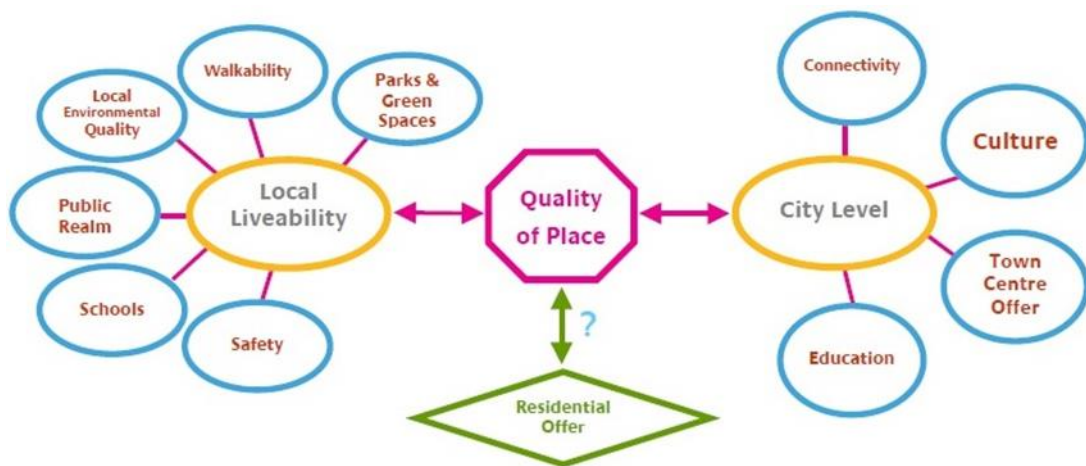 Walkability
Parks &
Green
Spaces
Local
Environmental
Quality
Public
Realm
Schools
Safety
Local
Liveability
Quality
of Place
?
Residential
Offer
City Level
Connectivity
Culture
Town
Centre
Offer
Education